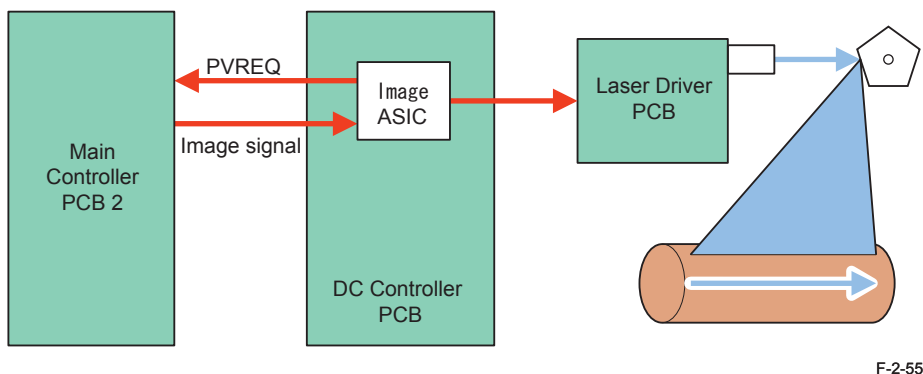 PVREQ
Image signal
Main
Controller
PCB 2
Image
ASIC
DC Controller
PCB
Laser Driver
PCB
F-2-55